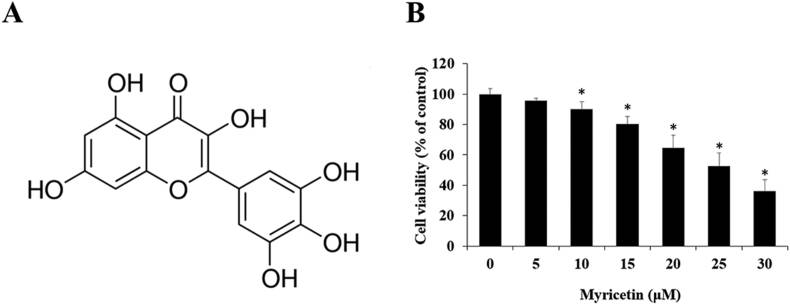 A
OH
O
OH
HO
O
OH
OH
OH
B
Cell viability (% of control)
120
100
80
60
40
20
0
*
*
*
*
*
0 5 10 15 20 25 30
Myricetin (μM)